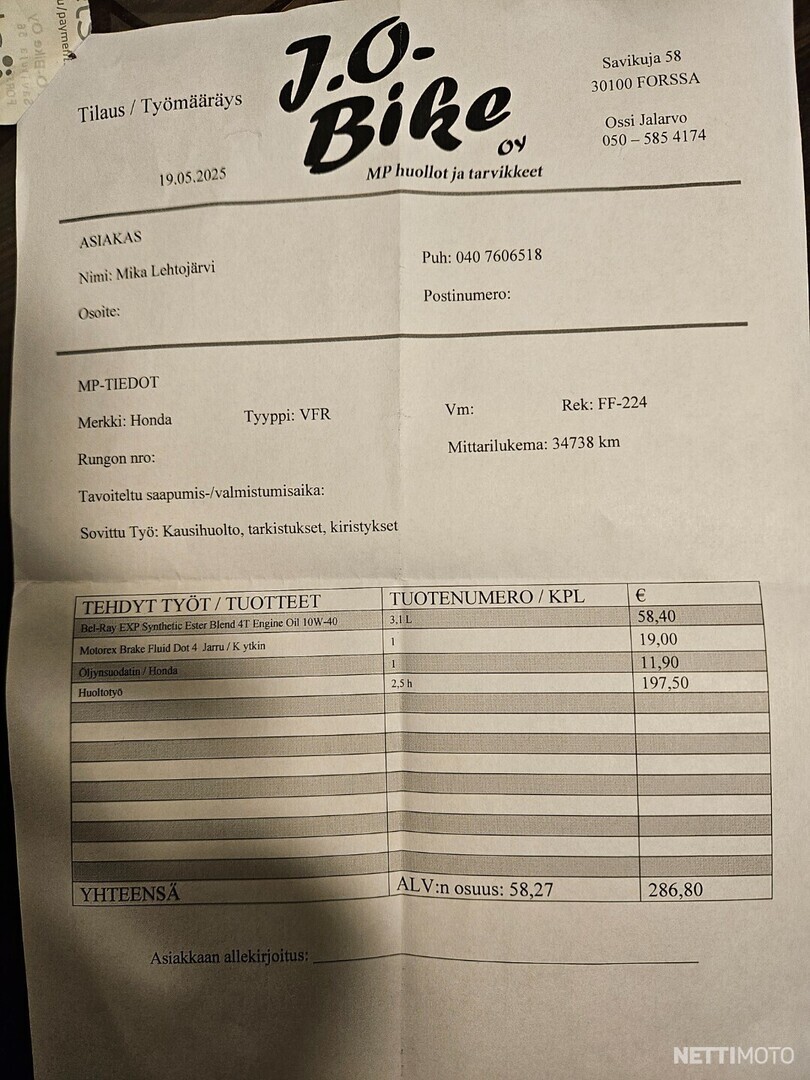 Tilaus / Työmääräys
J.O-
Bike
OY
MP huollot ja tarvikkeet
Savikuja 58
30100 FORSSA
Ossi Jalarvo
050 – 585 4174
19.05.2025
ASIAKAS
Nimi: Mika Lehtojärvi
Puh: 040 7606518
Osoite:
Postinumero:
MP-TIEDOT
Merkki: Honda Tyyppi: VFR Vm: Rek: FF-224
Rungon nro: Mittarilukema: 34738 km
Tavoiteltu saapumis-/valmistumisaika:
Sovittu Työ: Kausihuolto, tarkistukset, kiristykset
TEHDYT TYÖT / TUOTTEET TUOTENUMERO / KPL €
Bel-Ray EXP Synthetic Ester Blend 4T Engine Oil 10W-40 3,1 L 58,40
Motorex Brake Fluid Dot 4 Jarru / K ytkin 1 19,00
Öljynsuodatin / Honda 1 11,90
Huoltotyö 2,5 h 197,50
YHTEENSÄ ALV:n osuus: 58,27 286,80
Asiakkaan allekirjoitus:
NETTIMOTO